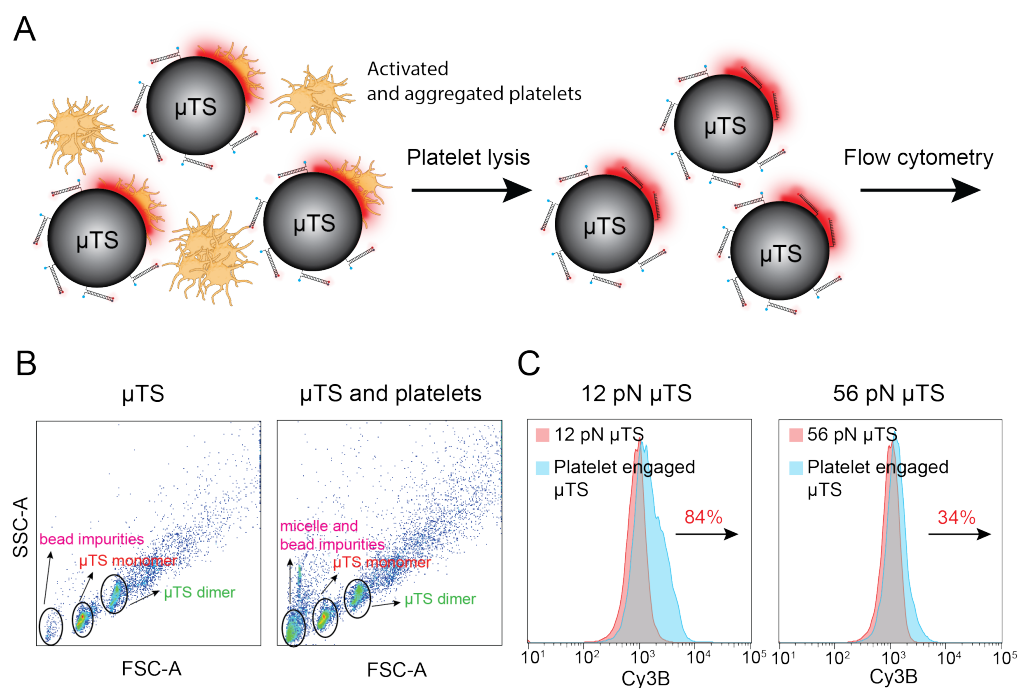 A
Activated
and aggregated platelets
µTS
µTS
µTS
Platelet lysis
µTS
µTS
µTS
Flow cytometry
B
µTS
µTS and platelets
SSC-A
bead impurities
µTS monomer
µTS dimer
FSC-A
micelle and
bead impurities
µTS monomer
µTS dimer
FSC-A
C
12 pN µTS
12 pN µTS
Platelet engaged
µTS
84%
10¹ 10² 10³ 10⁴ 10⁵
Cy3B
56 pN µTS
56 pN µTS
Platelet engaged
µTS
34%
10¹ 10² 10³ 10⁴ 10⁵
Cy3B